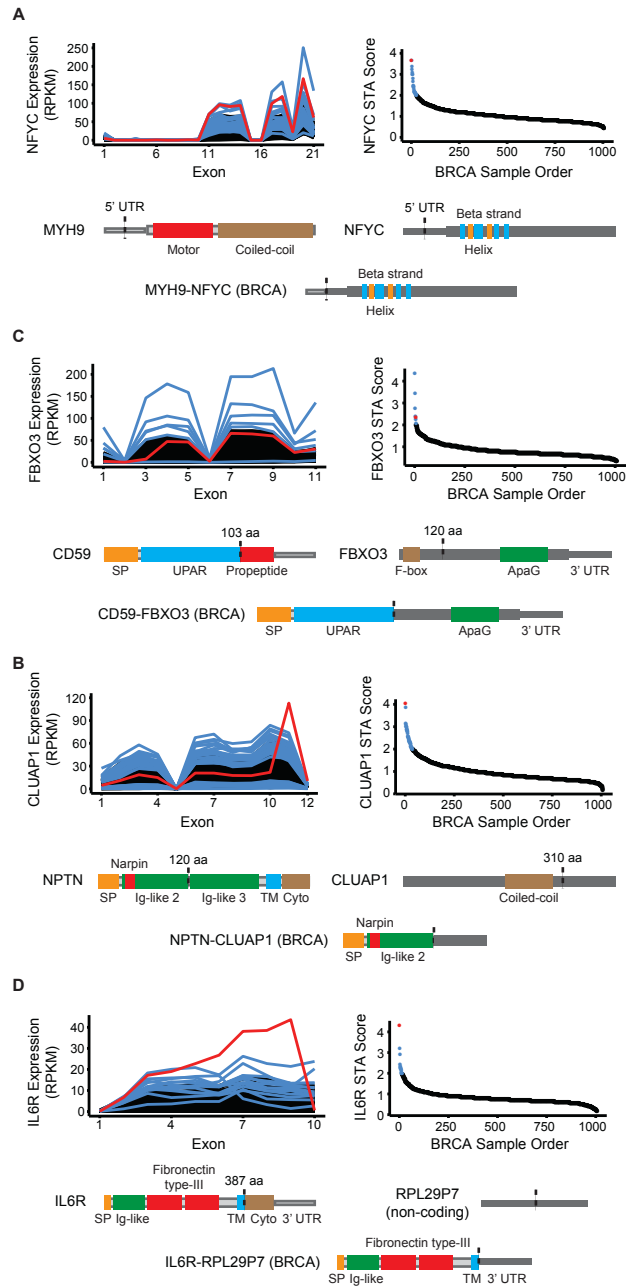 A
NFYC Expression
(RPKM)
250
200
150
100
50
0
1 6 11 16 21
Exon
NFYC STA Score
4
3
2
1
0
0 250 500 750 1000
BRCA Sample Order
5' UTR
MYH9
Motor Coiled-coil
5' UTR
Beta strand
NFYC
Helix
Beta strand
MYH9-NFYC (BRCA)
Helix
C
FBXO3 Expression
(RPKM)
200
150
100
50
0
1 3 5 7 9 11
Exon
FBXO3 STA Score
4
3
2
1
0 250 500 750 1000
BRCA Sample Order
103 aa
CD59
SP UPAR Propeptide
120 aa
FBXO3
F-box ApaG 3' UTR
CD59-FBXO3 (BRCA)
SP UPAR ApaG 3' UTR
B
CLUAP1 Expression
(RPKM)
120
90
60
30
0
1 4 7 10 12
Exon
CLUAP1 STA Score
4
3
2
1
0
0 250 500 750 1000
BRCA Sample Order
Narpin 120 aa
NPTN
SP Ig-like 2 Ig-like 3 TM Cyto
310 aa
CLUAP1
Coiled-coil
Narpin
NPTN-CLUAP1 (BRCA)
SP Ig-like 2
D
IL6R Expression
(RPKM)
40
30
20
10
0
1 4 7 10
Exon
IL6R STA Score
4
3
2
1
0
0 250 500 750 1000
BRCA Sample Order
Fibronectin
type-III
387 aa
IL6R
SP Ig-like TM Cyto 3' UTR
RPL29P7
(non-coding)
Fibronectin type-III
IL6R-RPL29P7 (BRCA)
SP Ig-like TM 3' UTR